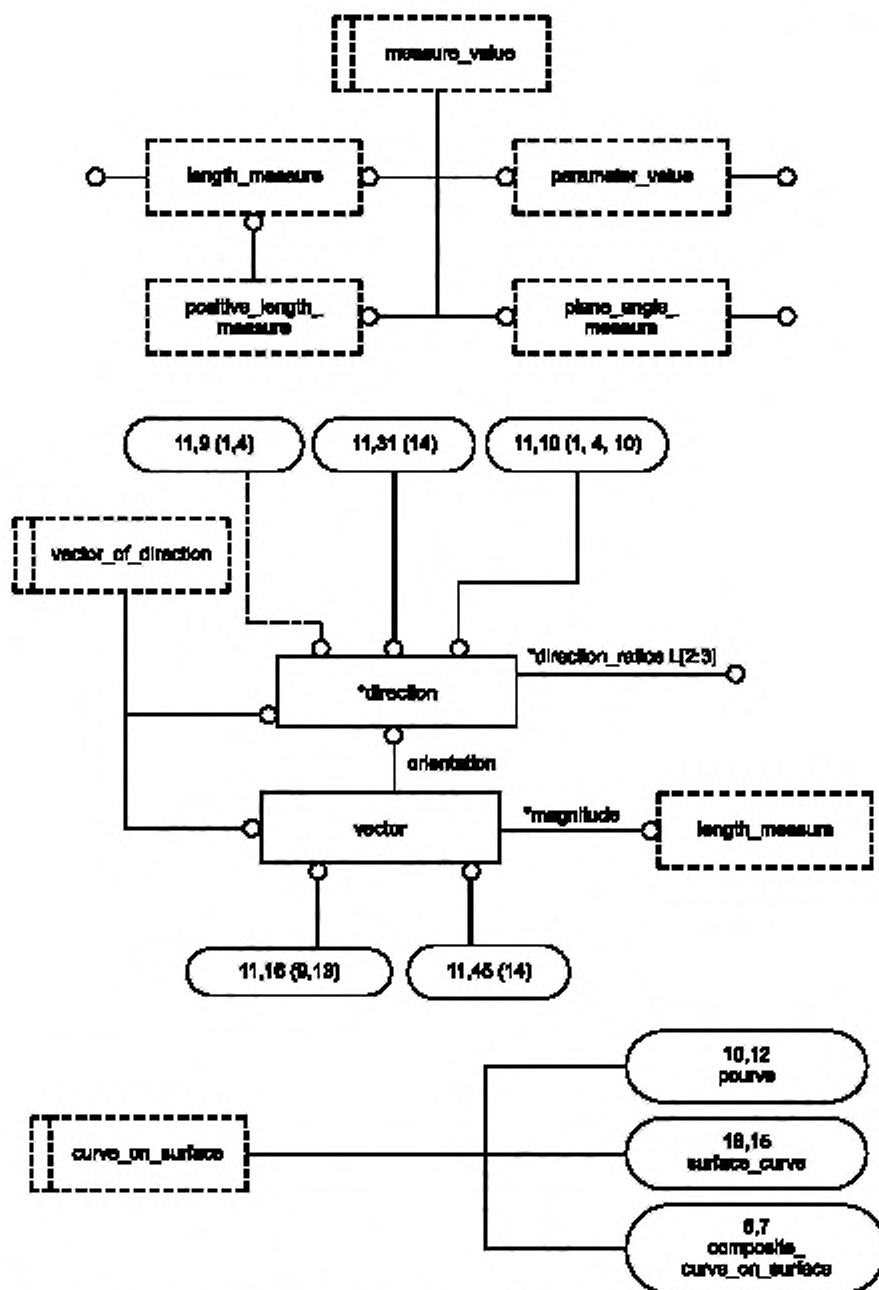 measure_value
length_measure
parameter_value
positive_length_
measure
plane_angle_
measure
11,9 (1,4)
11,31 (14)
11,10 (1, 4, 10)
vector_of_direction
*direction_ratios L[2:3]
*direction
orientation
vector
*magnitude
length_measure
11,16 (9,13)
11,45 (14)
10,12
pcurve
curve_on_surface
18,15
surface_curve
6,7
composite_
curve_on_surface